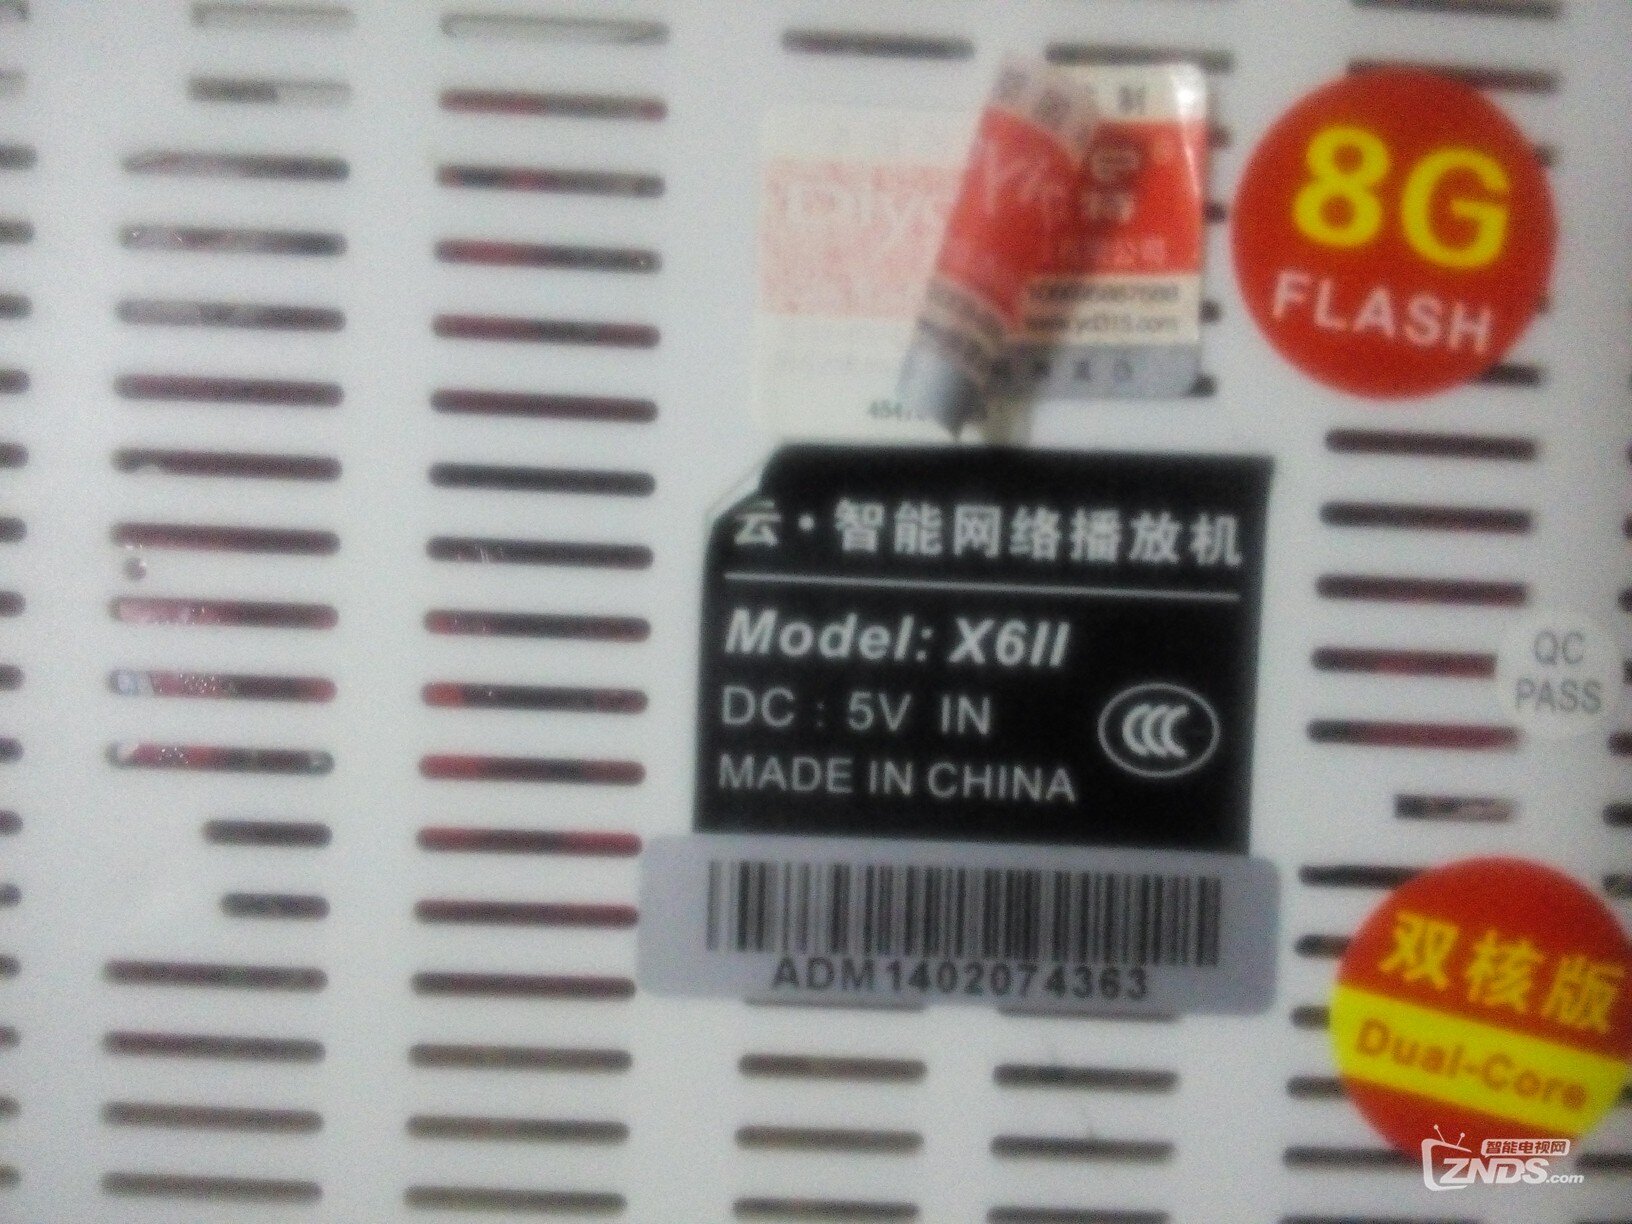 8G
FLASH
云·智能网络播放机
Model: X6II
DC : 5V IN
MADE IN CHINA
QC
PASS
ADM1402074363
双核版
Dual-Core
智能电视网
ZNDS.com